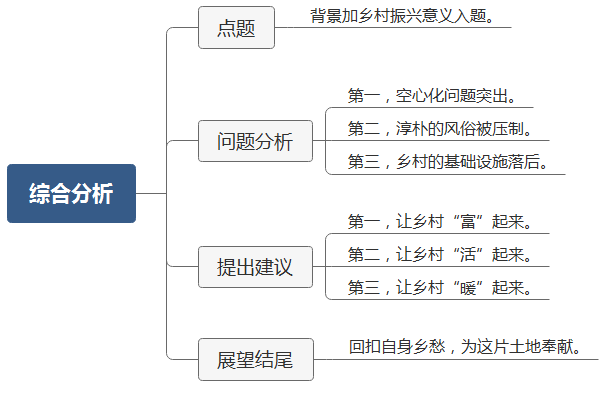 综合分析
点题
背景加乡村振兴意义入题。
问题分析
第一，空心化问题突出。
第二，淳朴的风俗被压制。
第三，乡村的基础设施落后。
提出建议
第一，让乡村“富”起来。
第二，让乡村“活”起来。
第三，让乡村“暖”起来。
展望结尾
回扣自身乡愁，为这片土地奉献。